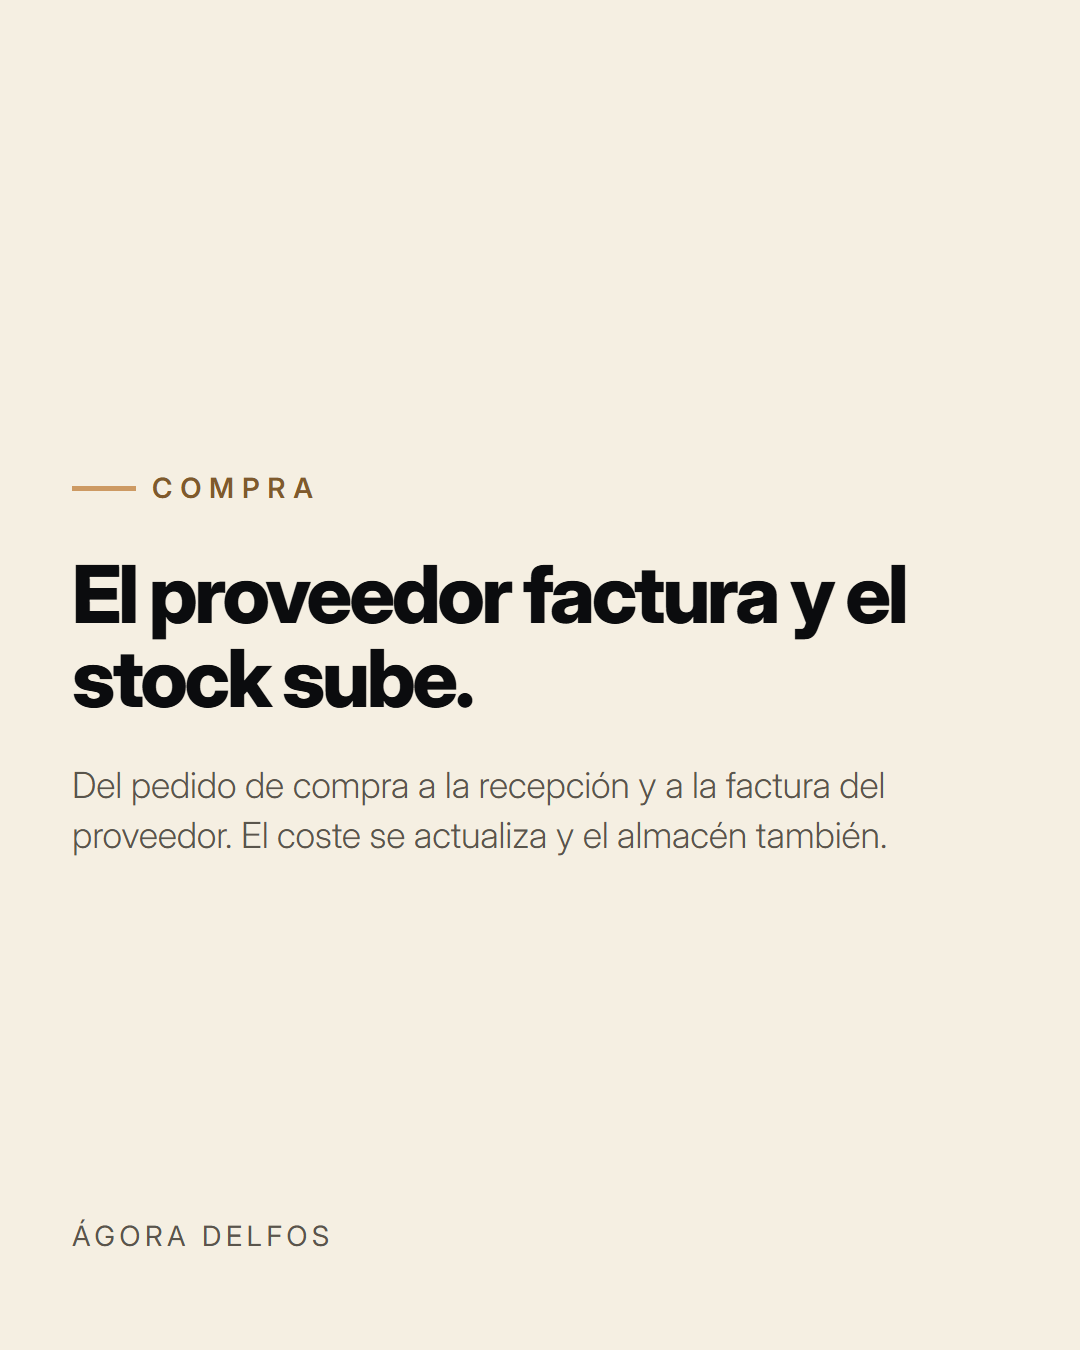 COMPRA
El proveedor factura y el
stock sube.
Del pedido de compra a la recepción y a la factura del
proveedor. El coste se actualiza y el almacén también.
ÁGORA DELFOS